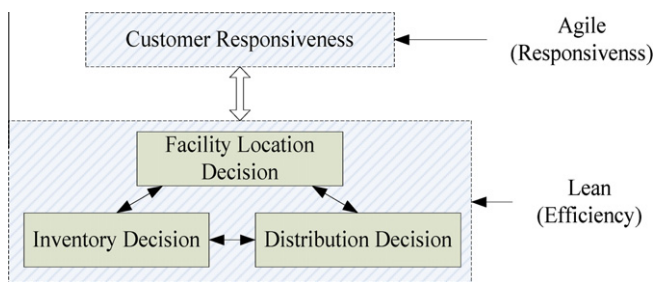 Customer Responsiveness
Agile
(Responsivenss)
Facility Location
Decision
Lean
(Efficiency)
Inventory Decision
Distribution Decision